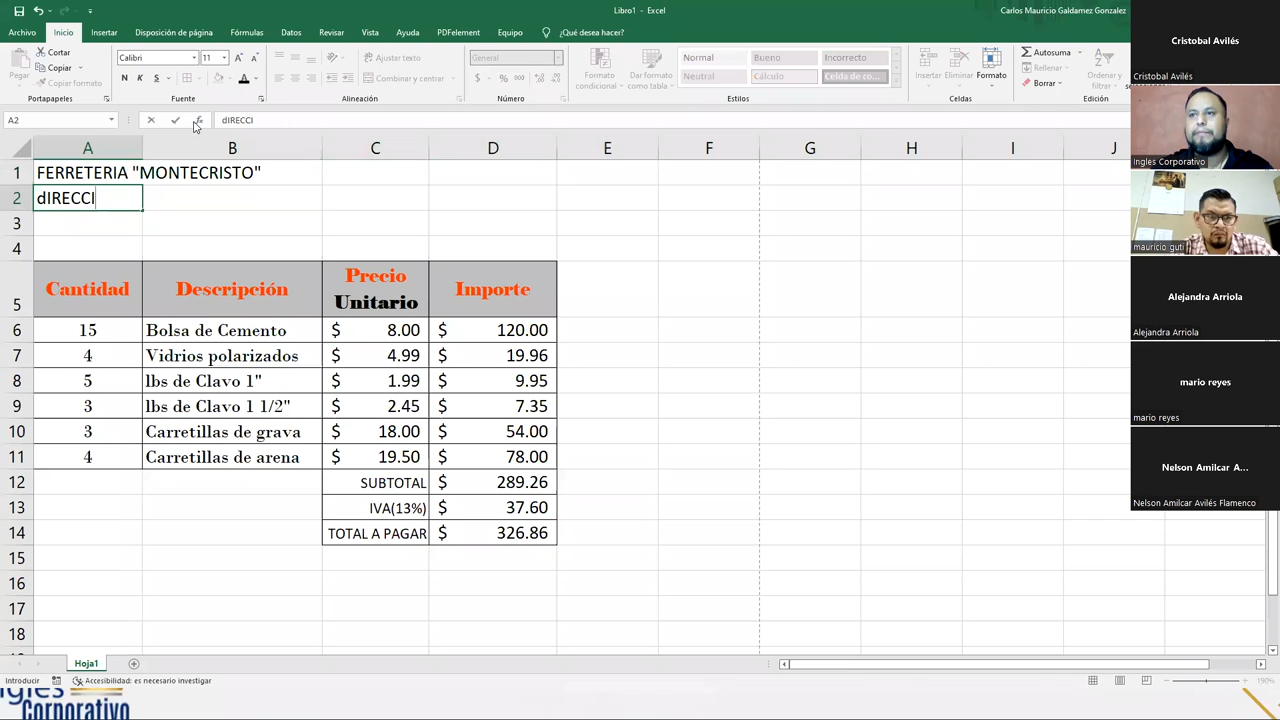 Libro1 - Excel
Carlos Mauricio Galdamez Gonzalez
Archivo Inicio Insertar Disposición de página Fórmulas Datos Revisar Vista Ayuda PDFelement Equipo ¿Qué desea hacer?
Pegar Cortar Copiar Copiar formato Portapapeles
Calibri 11 A A N K S A Fuente
Ajustar texto Combinar y centrar Alineación
General $ % 000 Número
Formato condicional Dar formato como tabla
Normal Bueno Incorrecto
Neutral Cálculo Celda de co...
Estilos
Insertar Eliminar Formato Celdas
Autosuma Rellenar Borrar Ordenar y filtrar Edición
A2 fx dIRECCI
A B C D E F G H I J
1 FERRETERIA "MONTECRISTO"
2 dIRECCI
3
4
5 Cantidad Descripción Precio Unitario Importe
6 15 Bolsa de Cemento $ 8.00 $ 120.00
7 4 Vidrios polarizados $ 4.99 $ 19.96
8 5 lbs de Clavo 1" $ 1.99 $ 9.95
9 3 lbs de Clavo 1 1/2" $ 2.45 $ 7.35
10 3 Carretillas de grava $ 18.00 $ 54.00
11 4 Carretillas de arena $ 19.50 $ 78.00
12 SUBTOTAL $ 289.26
13 IVA(13%) $ 37.60
14 TOTAL A PAGAR $ 326.86
15
16
17
18
Hoja1
Introducir Accesibilidad: es necesario investigar 190%
Ingles
Corporativo
Cristobal Avilés
Cristobal Avilés
Ingles Corporativo
mauricio guti
Alejandra Arriola
Alejandra Arriola
mario reyes
mario reyes
Nelson Amilcar A...
Nelson Amilcar Avilés Flamenco